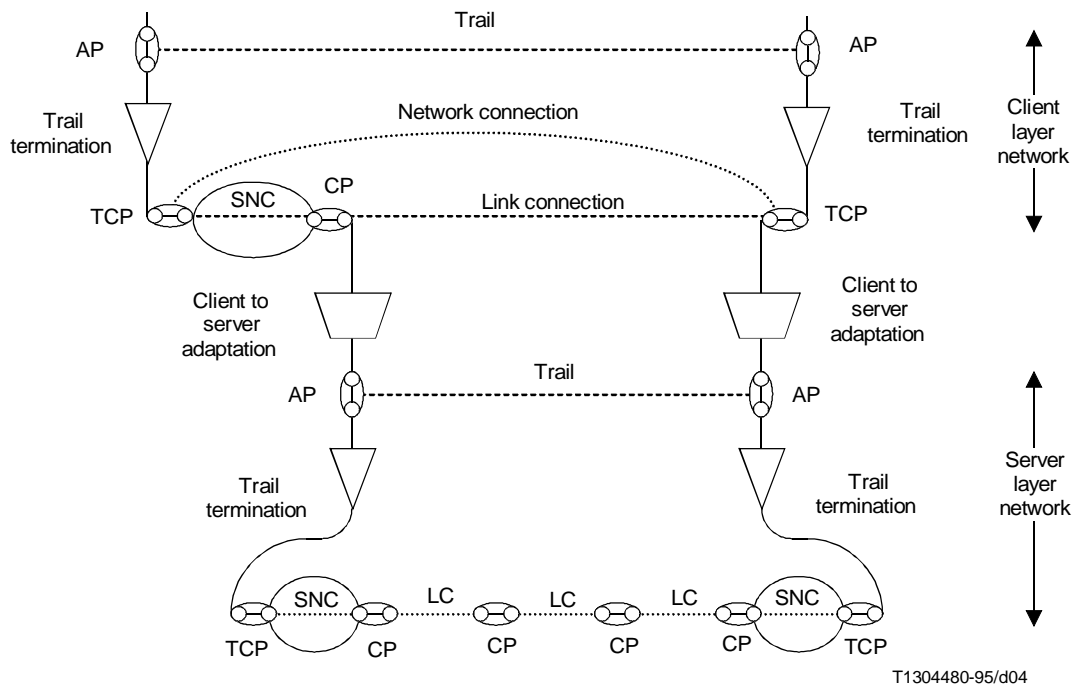 Trail
AP
AP
Trail
termination
Network connection
Trail
termination
Client
layer
network
SNC
CP
TCP
Link connection
TCP
Client to
server
adaptation
Client to
server
adaptation
Trail
AP
AP
Trail
termination
Trail
termination
Server
layer
network
SNC
LC
LC
LC
SNC
TCP
CP
CP
CP
CP
TCP
T1304480-95/d04